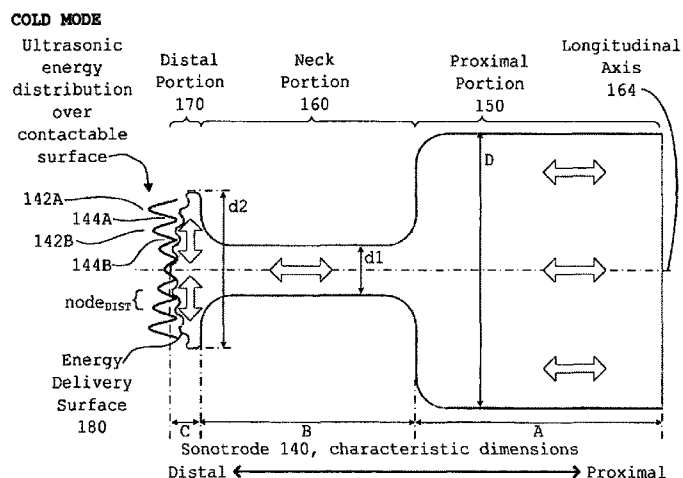 COLD MODE
Ultrasonic
energy
distribution
over
contactable
surface
Distal
Portion
170
Neck
Portion
160
Proximal
Portion
150
Longitudinal
Axis
164
142A
144A
142B
144B
nodeDIST
Energy
Delivery
Surface
180
d2
d1
D
C
B
A
Sonotrode 140, characteristic dimensions
Distal
Proximal